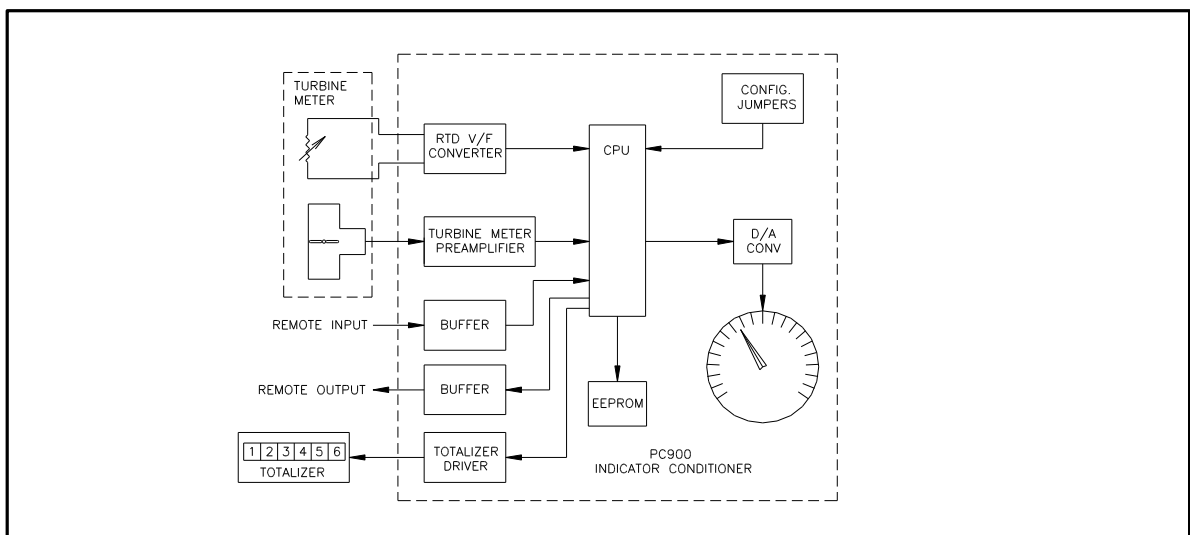 TURBINE
METER
CONFIG.
JUMPERS
RTD V/F
CONVERTER
CPU
TURBINE METER
PREAMPLIFIER
D/A
CONV
REMOTE INPUT
BUFFER
REMOTE OUTPUT
BUFFER
EEPROM
1 2 3 4 5 6
TOTALIZER
TOTALIZER
DRIVER
PC900
INDICATOR CONDITIONER